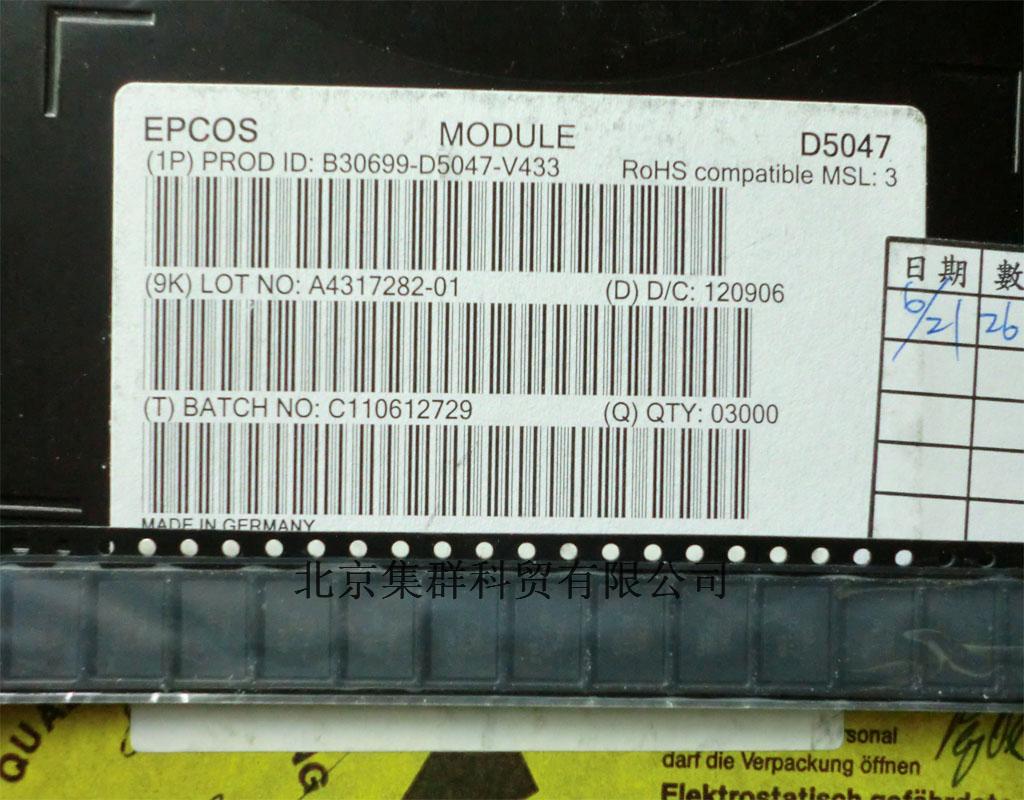 EPCOS MODULE D5047
(1P) PROD ID: B30699-D5047-V433 RoHS compatible MSL: 3
(9K) LOT NO: A4317282-01 (D) D/C: 120906
(T) BATCH NO: C110612729 (Q) QTY: 03000
MADE IN GERMANY
日期 數
6/21 26
北京集群科贸有限公司
darf die Verpackung öffnen
Elektrostatisch